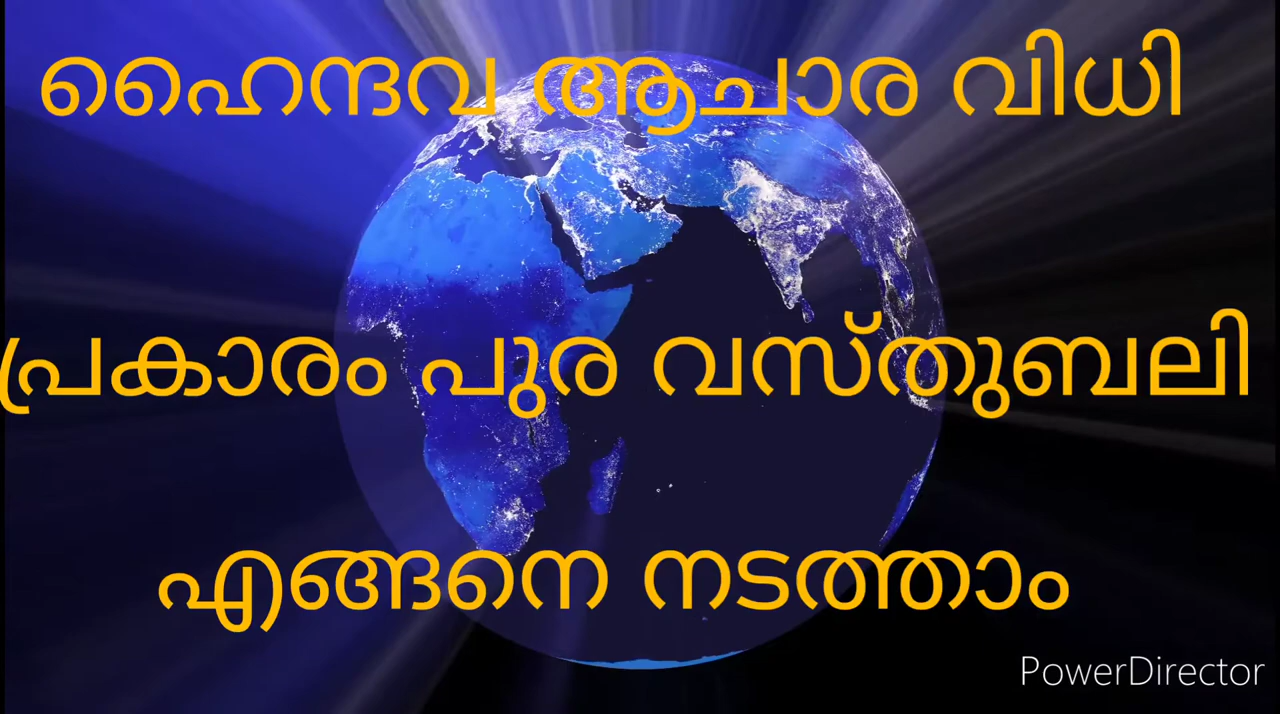 ഹൈന്ദവ ആചാര വിധി
പ്രകാരം പുര വസ്തുബലി
എങ്ങനെ നടത്താം
PowerDirector